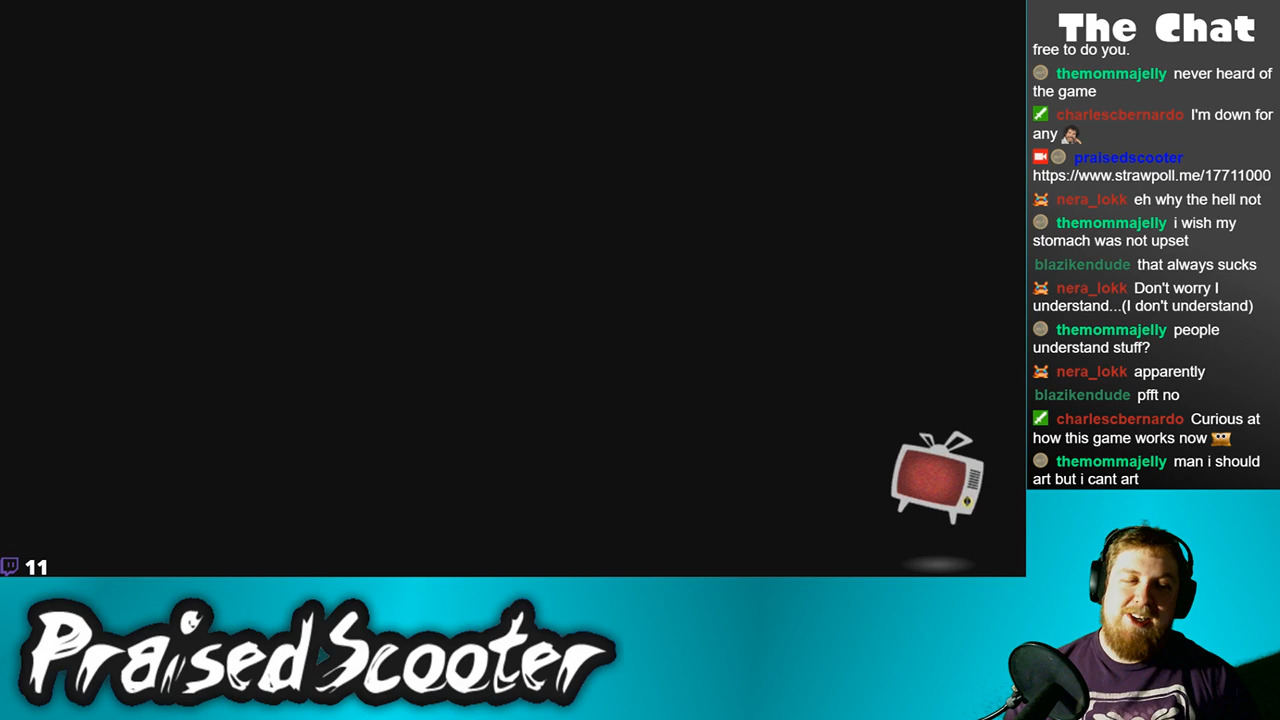 The Chat
free to do you.
themommajelly never heard of
the game
charlescbernardo I'm down for
any
praisedscooter
https://www.strawpoll.me/17711000
nera_lokk eh why the hell not
themommajelly i wish my
stomach was not upset
blazikendude that always sucks
nera_lokk Don't worry I
understand...(I don't understand)
themommajelly people
understand stuff?
nera_lokk apparently
blazikendude pfft no
charlescbernardo Curious at
how this game works now
themommajelly man i should
art but i cant art
11
PraisedScooter